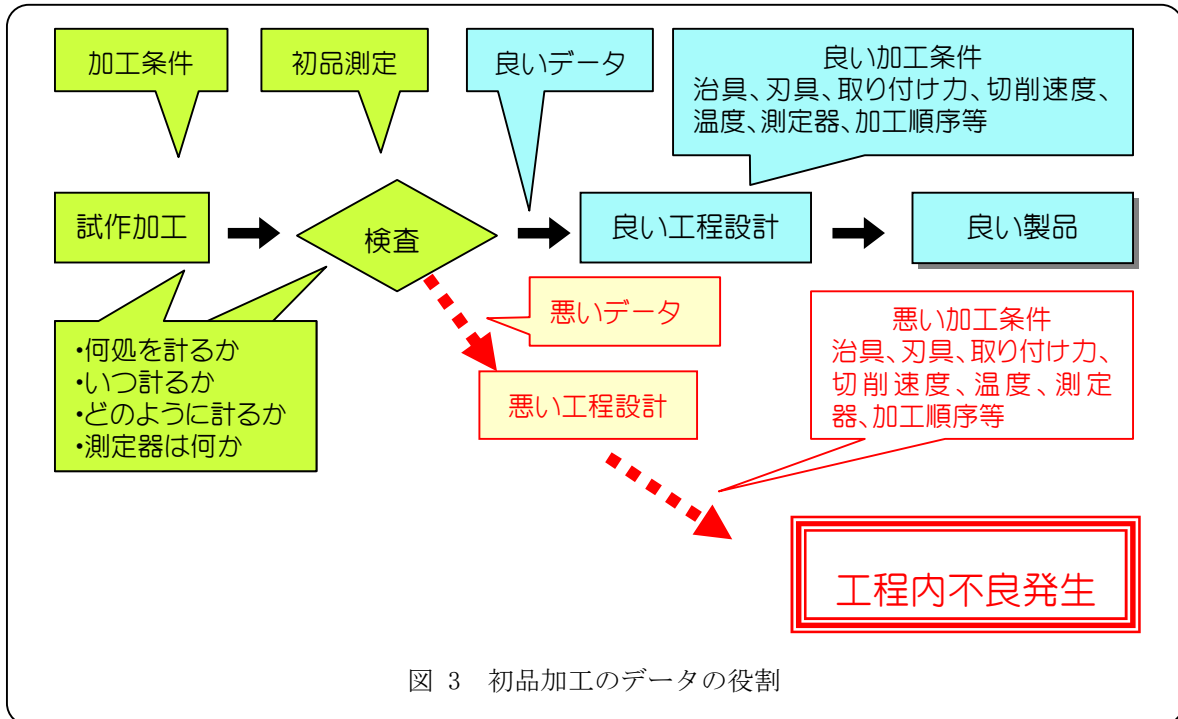 加工条件
初品測定
良いデータ
良い加工条件
治具、刃具、取り付け力、切削速度、
温度、測定器、加工順序等
試作加工
検査
良い工程設計
良い製品
・何処を計るか
・いつ計るか
・どのように計るか
・測定器は何か
悪いデータ
悪い工程設計
悪い加工条件
治具、刃具、取り付け力、
切削速度、温度、測定
器、加工順序等
工程内不良発生
図 3 初品加工のデータの役割